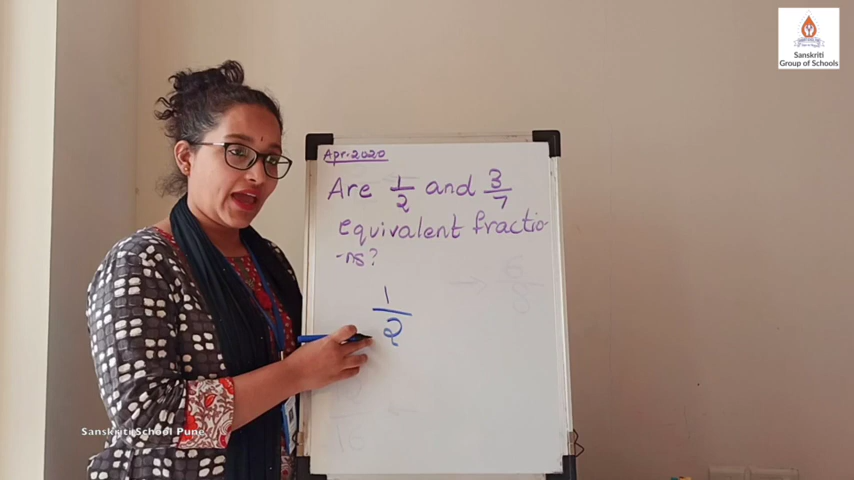 Sanskriti
Group of Schools
Apr-2020
Are 1/2 and 3/7
equivalent fractio
-ns?
1/2
Sanskriti School Pune